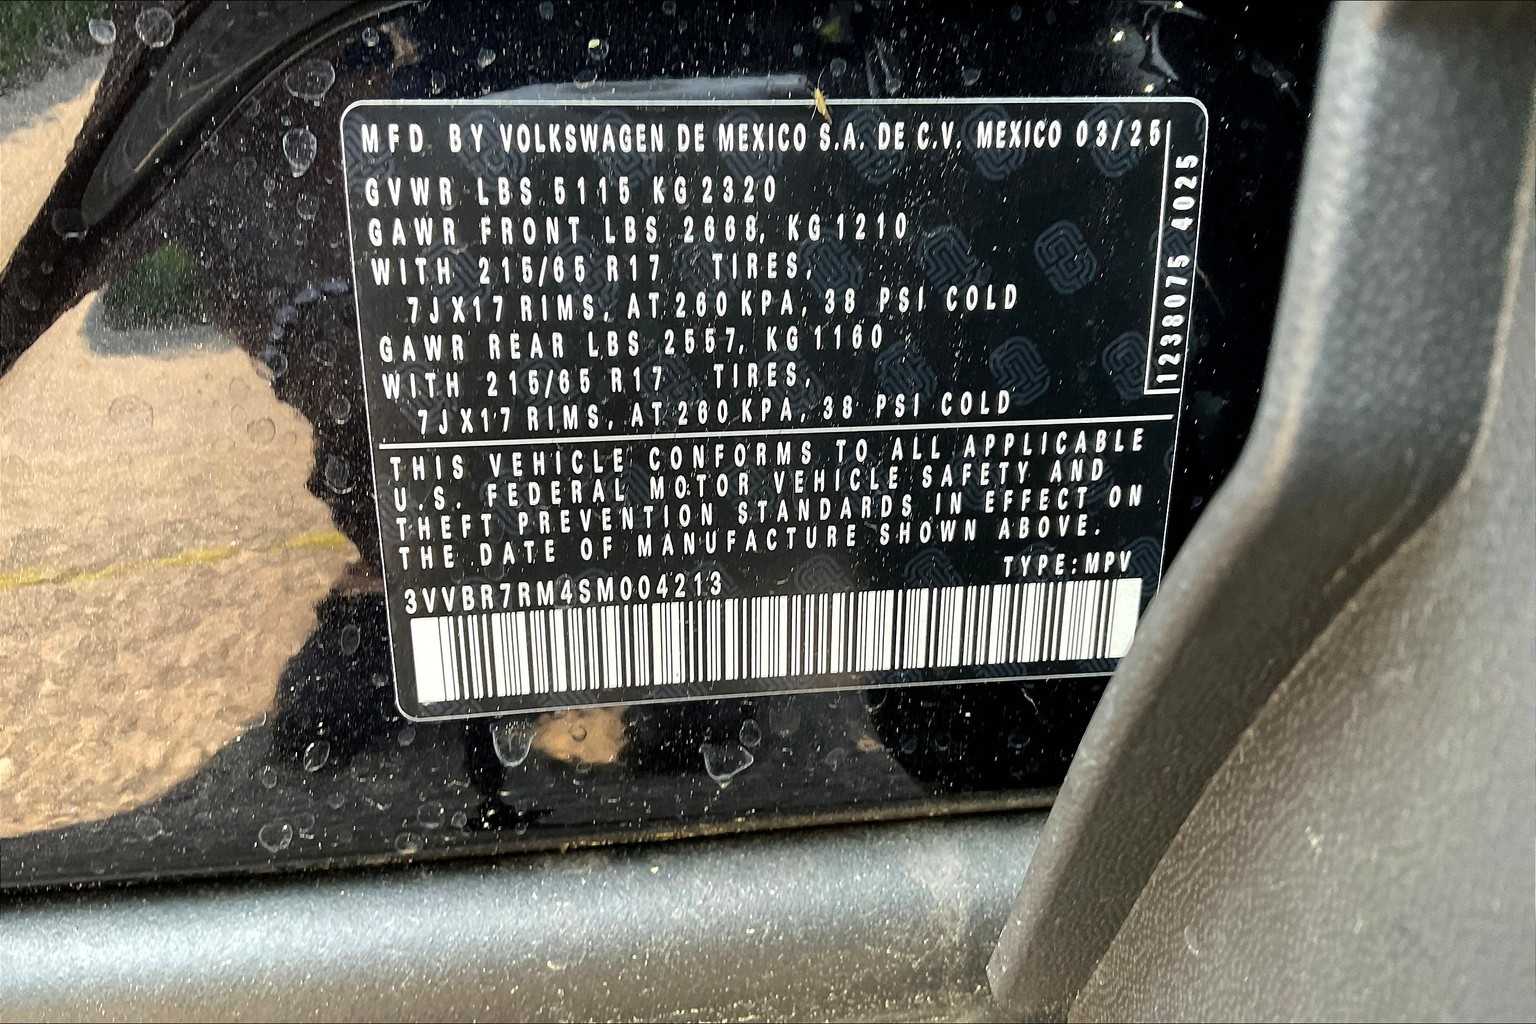 MFD BY VOLKSWAGEN DE MEXICO S.A. DE C.V. MEXICO 03/25
GVWR LBS 5115 KG 2320
GAWR FRONT LBS 2668, KG 1210
WITH 215/65 R17 TIRES,
7JX17 RIMS, AT 260 KPA, 38 PSI COLD
GAWR REAR LBS 2557, KG 1160
WITH 215/65 R17 TIRES,
7JX17 RIMS, AT 260 KPA, 38 PSI COLD
1238075 4025
THIS VEHICLE CONFORMS TO ALL APPLICABLE
U.S. FEDERAL MOTOR VEHICLE SAFETY AND
THEFT PREVENTION STANDARDS IN EFFECT ON
THE DATE OF MANUFACTURE SHOWN ABOVE.
TYPE:MPV
3VVBR7RM4SM004213